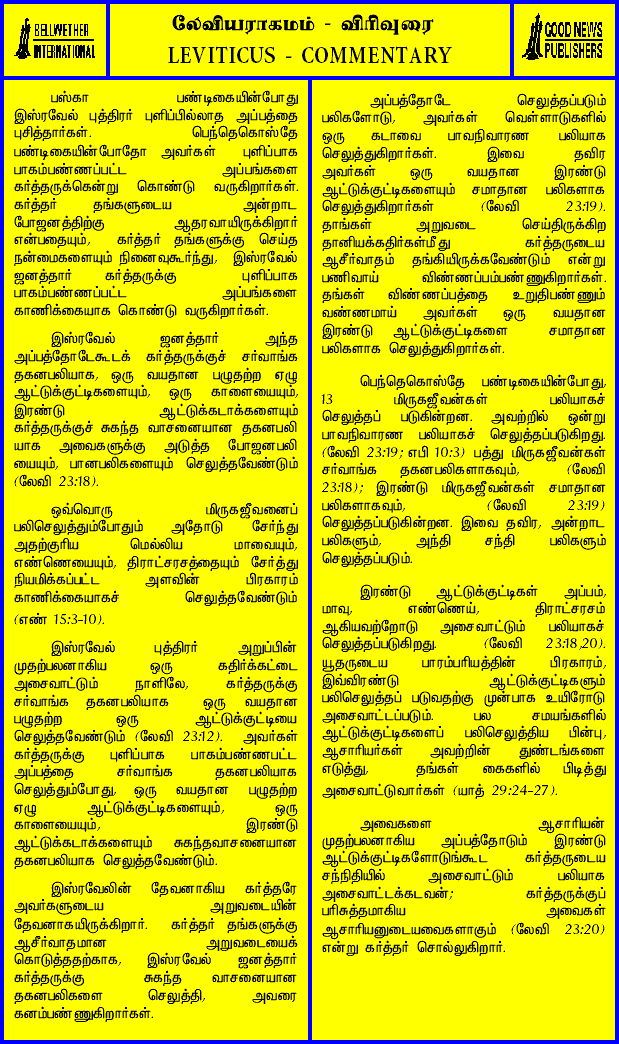 BELLWETHER
INTERNATIONAL
லேவியராகமம் - விரிவுரை
LEVITICUS - COMMENTARY
GOOD NEWS
PUBLISHERS
பஸ்கா பண்டிகையின்போது
இஸ்ரவேல் புத்திரர் புளிப்பில்லாத அப்பத்தை
புசித்தார்கள். பெந்தெகொஸ்தே
பண்டிகையின்போதோ அவர்கள் புளிப்பாக
பாகம்பண்ணப்பட்ட அப்பங்களை
கர்த்தருக்கென்று கொண்டு வருகிறார்கள்.
கர்த்தர் தங்களுடைய அன்றாட
போஜனத்திற்கு ஆதரவாயிருக்கிறார்
என்பதையும், கர்த்தர் தங்களுக்கு செய்த
நன்மைகளையும் நினைவுகூர்ந்து, இஸ்ரவேல்
ஜனத்தார் கர்த்தருக்கு புளிப்பாக
பாகம்பண்ணப்பட்ட அப்பங்களை
காணிக்கையாக கொண்டு வருகிறார்கள்.
இஸ்ரவேல் ஜனத்தார் அந்த
அப்பத்தோடேகூடக் கர்த்தருக்குச் சர்வாங்க
தகனபலியாக, ஒரு வயதான பழுதற்ற ஏழு
ஆட்டுக்குட்டிகளையும், ஒரு காளையையும்,
இரண்டு ஆட்டுக்கடாக்களையும்
கர்த்தருக்குச் சுகந்த வாசனையான தகனபலி
யாக அவைகளுக்கு அடுத்த போஜனபலி
யையும், பானபலிகளையும் செலுத்தவேண்டும்
(லேவி 23:18).
ஒவ்வொரு மிருகஜீவனைப்
பலிசெலுத்தும்போதும் அதோடு சேர்ந்து
அதற்குரிய மெல்லிய மாவையும்,
எண்ணெயையும், திராட்சரசத்தையும் சேர்த்து
நியமிக்கப்பட்ட அளவின் பிரகாரம்
காணிக்கையாகச் செலுத்தவேண்டும்
(எண் 15:3-10).
இஸ்ரவேல் புத்திரர் அறுப்பின்
முதற்பலனாகிய ஒரு கதிர்க்கட்டை
அசைவாட்டும் நாளிலே, கர்த்தருக்கு
சர்வாங்க தகனபலியாக ஒரு வயதான
பழுதற்ற ஒரு ஆட்டுக்குட்டியை
செலுத்தவேண்டும் (லேவி 23:12). அவர்கள்
கர்த்தருக்கு புளிப்பாக பாகம்பண்ணபட்ட
அப்பத்தை சர்வாங்க தகனபலியாக
செலுத்தும்போது, ஒரு வயதான பழுதற்ற
ஏழு ஆட்டுக்குட்டிகளையும், ஒரு
காளையையும், இரண்டு
ஆட்டுக்கடாக்களையும் சுகந்தவாசனையான
தகனபலியாக செலுத்தவேண்டும்.
இஸ்ரவேலின் தேவனாகிய கர்த்தரே
அவர்களுடைய அறுவடையின்
தேவனாகயிருக்கிறார். கர்த்தர் தங்களுக்கு
ஆசீர்வாதமான அறுவடையைக்
கொடுத்ததற்காக, இஸ்ரவேல் ஜனத்தார்
கர்த்தருக்கு சுகந்த வாசனையான
தகனபலிகளை செலுத்தி, அவரை
கனம்பண்ணுகிறார்கள்.
அப்பத்தோடே செலுத்தப்படும்
பலிகளோடு, அவர்கள் வெள்ளாடுகளில்
ஒரு கடாவை பாவநிவாரண பலியாக
செலுத்துகிறார்கள். இவை தவிர
அவர்கள் ஒரு வயதான இரண்டு
ஆட்டுக்குட்டிகளையும் சமாதான பலிகளாக
செலுத்துகிறார்கள் (லேவி 23:19).
தாங்கள் அறுவடை செய்திருக்கிற
தானியக்கதிர்கள்மீது கர்த்தருடைய
ஆசீர்வாதம் தங்கியிருக்கவேண்டும் என்று
பணிவாய் விண்ணப்பம்பண்ணுகிறார்கள்.
தங்கள் விண்ணப்பத்தை உறுதிபண்ணும்
வண்ணமாய் அவர்கள் ஒரு வயதான
இரண்டு ஆட்டுக்குட்டிகளை சமாதான
பலிகளாக செலுத்துகிறார்கள்.
பெந்தெகொஸ்தே பண்டிகையின்போது,
13 மிருகஜீவன்கள் பலியாகச்
செலுத்தப் படுகின்றன. அவற்றில் ஒன்று
பாவநிவாரண பலியாகச் செலுத்தப்படுகிறது.
(லேவி 23:19; எபி 10:3) பத்து மிருகஜீவன்கள்
சர்வாங்க தகனபலிகளாகவும், (லேவி
23:18); இரண்டு மிருகஜீவன்கள் சமாதான
பலிகளாகவும், (லேவி 23:19)
செலுத்தப்படுகின்றன. இவை தவிர, அன்றாட
பலிகளும், அந்தி சந்தி பலிகளும்
செலுத்தப்படும்.
இரண்டு ஆட்டுக்குட்டிகள் அப்பம்,
மாவு, எண்ணெய், திராட்சரசம்
ஆகியவற்றோடு அசைவாட்டும் பலியாகச்
செலுத்தப்படுகிறது. (லேவி 23:18,20).
யூதருடைய பாரம்பரியத்தின் பிரகாரம்,
இவ்விரண்டு ஆட்டுக்குட்டிகளும்
பலிசெலுத்தப் படுவதற்கு முன்பாக உயிரோடு
அசைவாட்டப்படும். பல சமயங்களில்
ஆட்டுக்குட்டிகளைப் பலிசெலுத்திய பின்பு,
ஆசாரியர்கள் அவற்றின் துண்டங்களை
எடுத்து, தங்கள் கைகளில் பிடித்து
அசைவாட்டுவார்கள் (யாத் 29:24-27).
அவைகளை ஆசாரியன்
முதற்பலனாகிய அப்பத்தோடும் இரண்டு
ஆட்டுக்குட்டிகளோடுங்கூட கர்த்தருடைய
சந்நிதியில் அசைவாட்டும் பலியாக
அசைவாட்டக்கடவன்; கர்த்தருக்குப்
பரிசுத்தமாகிய அவைகள்
ஆசாரியனுடையவைகளாகும் (லேவி 23:20)
என்று கர்த்தர் சொல்லுகிறார்.